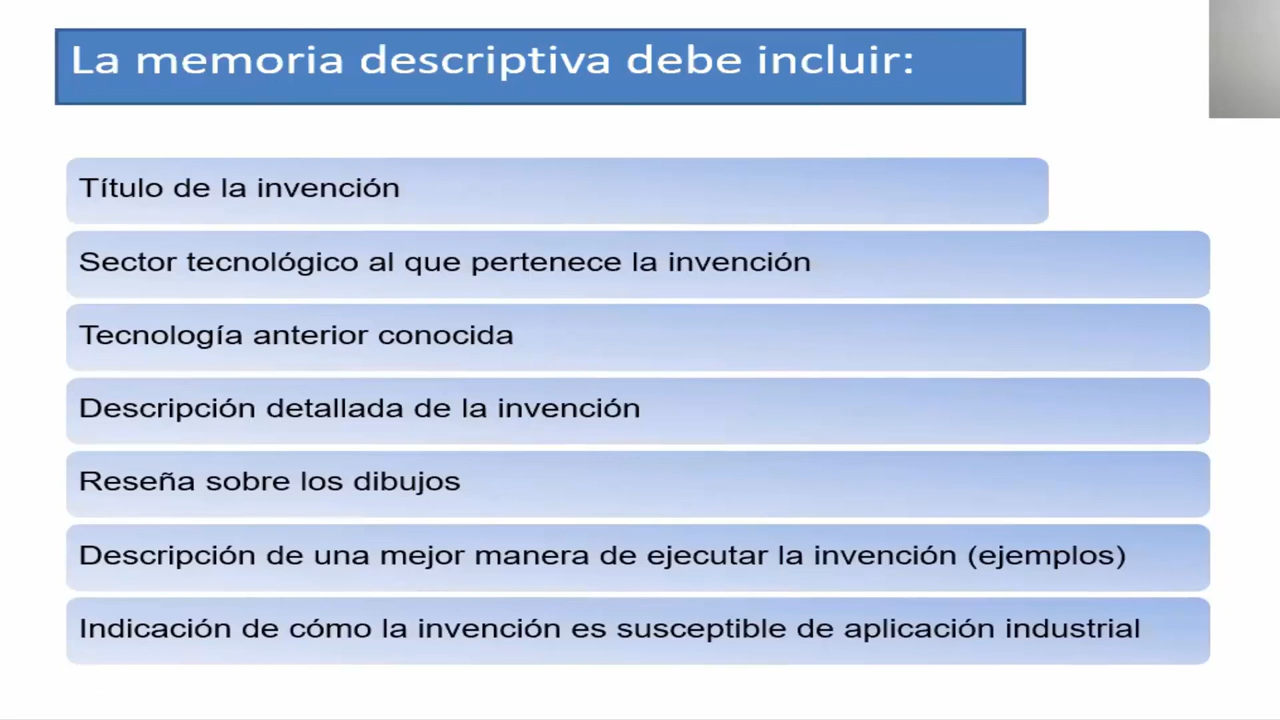 La memoria descriptiva debe incluir:
Título de la invención
Sector tecnológico al que pertenece la invención
Tecnología anterior conocida
Descripción detallada de la invención
Reseña sobre los dibujos
Descripción de una mejor manera de ejecutar la invención (ejemplos)
Indicación de cómo la invención es susceptible de aplicación industrial